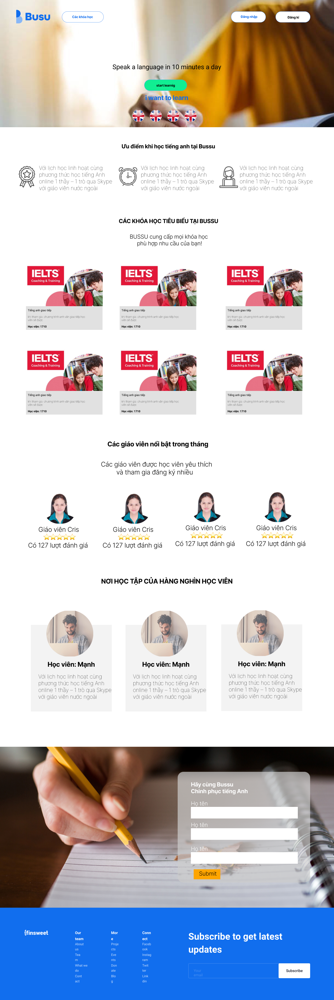 Busu
Các khóa học
Đăng nhập
Đăng kí
Speak a language in 10 minutes a day
start learnig
i want to learn
Ưu điểm khi học tiếng anh tại Bussu
Với lịch học linh hoạt cùng
phương thức học tiếng Anh
online 1 thầy – 1 trò qua Skype
với giáo viên nước ngoài
Với lịch học linh hoạt cùng
phương thức học tiếng Anh
online 1 thầy – 1 trò qua Skype
với giáo viên nước ngoài
Với lịch học linh hoạt cùng
phương thức học tiếng Anh
online 1 thầy – 1 trò qua Skype
với giáo viên nước ngoài
CÁC KHÓA HỌC TIÊU BIỂU TẠI BUSSU
BUSSU cung cấp mọi khóa học
phù hợp nhu cầu của bạn!
IELTS™
Coaching & Training
Tiếng anh giao tiếp
khi tham gia chương trình anh văn giao tiếp học
viên sẽ được
Học viên: 1710
IELTS™
Coaching & Training
Tiếng anh giao tiếp
khi tham gia chương trình anh văn giao tiếp học
viên sẽ được
Học viên: 1710
IELTS™
Coaching & Training
Tiếng anh giao tiếp
khi tham gia chương trình anh văn giao tiếp học
viên sẽ được
Học viên: 1710
IELTS™
Coaching & Training
Tiếng anh giao tiếp
khi tham gia chương trình anh văn giao tiếp học
viên sẽ được
Học viên: 1710
IELTS™
Coaching & Training
Tiếng anh giao tiếp
khi tham gia chương trình anh văn giao tiếp học
viên sẽ được
Học viên: 1710
IELTS™
Coaching & Training
Tiếng anh giao tiếp
khi tham gia chương trình anh văn giao tiếp học
viên sẽ được
Học viên: 1710
Các giáo viên nổi bật trong tháng
Các giáo viên được học viên yêu thích
và tham gia đăng ký nhiều
Giáo viên Cris
Có 127 lượt đánh giá
Giáo viên Cris
Có 127 lượt đánh giá
Giáo viên Cris
Có 127 lượt đánh giá
Giáo viên Cris
Có 127 lượt đánh giá
NƠI HỌC TẬP CỦA HÀNG NGHÌN HỌC VIÊN
Học viên: Mạnh
Với lịch học linh hoạt cùng
phương thức học tiếng Anh
online 1 thầy – 1 trò qua Skype
với giáo viên nước ngoài
Học viên: Mạnh
Với lịch học linh hoạt cùng
phương thức học tiếng Anh
online 1 thầy – 1 trò qua Skype
với giáo viên nước ngoài
Học viên: Mạnh
Với lịch học linh hoạt cùng
phương thức học tiếng Anh
online 1 thầy – 1 trò qua Skype
với giáo viên nước ngoài
Hãy cùng Bussu
Chinh phục tiếng Anh
Họ tên
Họ tên
Họ tên
Submit
{finsweet
Our
team
About
us
Tea
m
What we
do
Cont
act
Mor
e
Proje
cts
Eve
nts
Don
ate
Blo
g
Conn
ect
Faceb
ook
Instag
ram
Twit
ter
Link
din
Subscribe to get latest
updates
Your
email
Subscribe